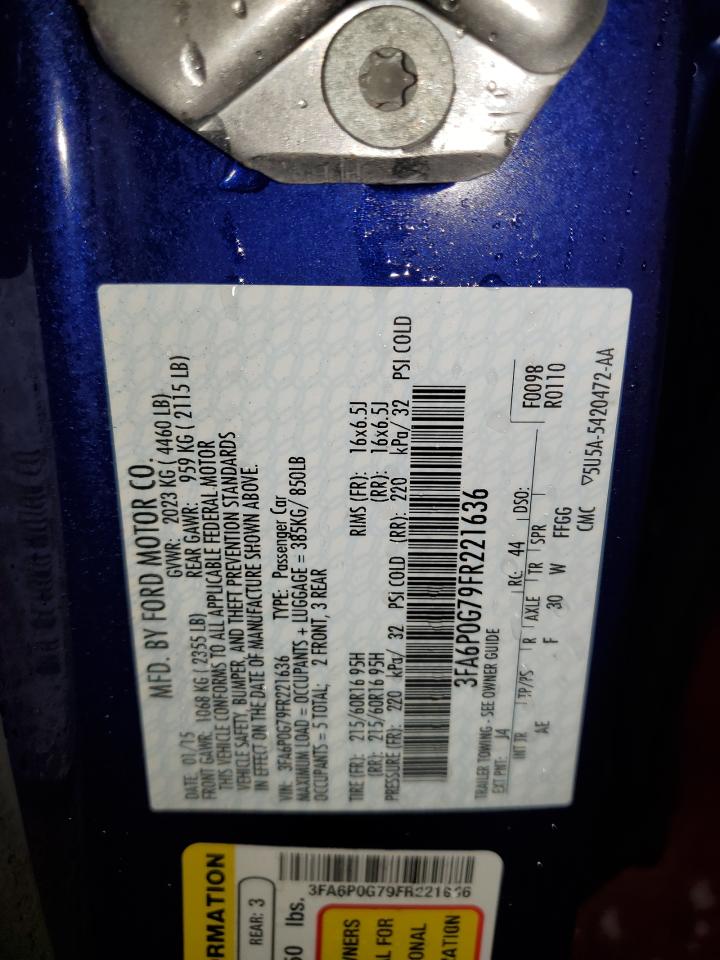 MFD. BY FORD MOTOR CO.
DATE: 01/15 GVWR: 2023 KG ( 4460 LB)
FRONT GAWR: 1068 KG ( 2355 LB) REAR GAWR: 959 KG ( 2115 LB)
THIS VEHICLE CONFORMS TO ALL APPLICABLE FEDERAL MOTOR
VEHICLE SAFETY, BUMPER, AND THEFT PREVENTION STANDARDS
IN EFFECT ON THE DATE OF MANUFACTURE SHOWN ABOVE.
VIN: 3FA6P0G79FR221636 TYPE: Passenger Car
MAXIMUM LOAD = OCCUPANTS + LUGGAGE = 385KG/ 850LB
OCCUPANTS = 5 TOTAL: 2 FRONT, 3 REAR
TIRE (FR): 215/60R16 95H RIMS (FR): 16x6.5J
(RR): 215/60R16 95H (RR): 16x6.5J
PRESSURE (FR): 220 kPa/ 32 PSI COLD (RR): 220 kPa/ 32 PSI COLD
3FA6P0G79FR221636
TRAILER TOWING - SEE OWNER GUIDE
EXT PNT: J4 RC: 44 DSO: F0098
R0110
INT TR TP/PS R AXLE TR SPR
AE F 30 W FFGG
CMC ▽5U5A-5420472-AA
RMATION
REAR: 3
lbs.
3FA6P0G79FR221636